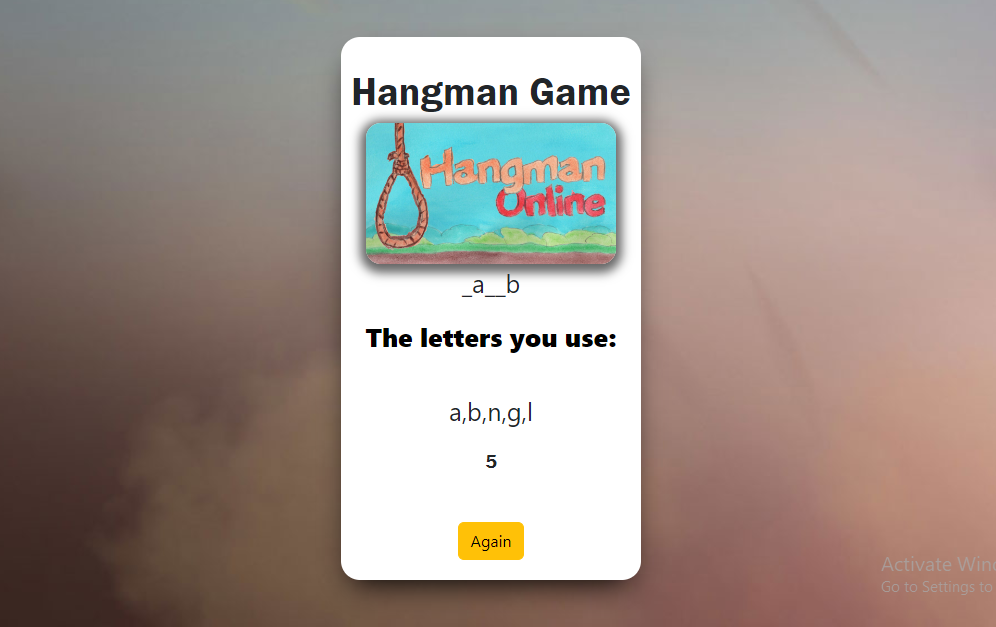 Hangman Game
Hangman
Online
_a__b
The letters you use:
a,b,n,g,l
5
Again
Activate Wind
Go to Settings to